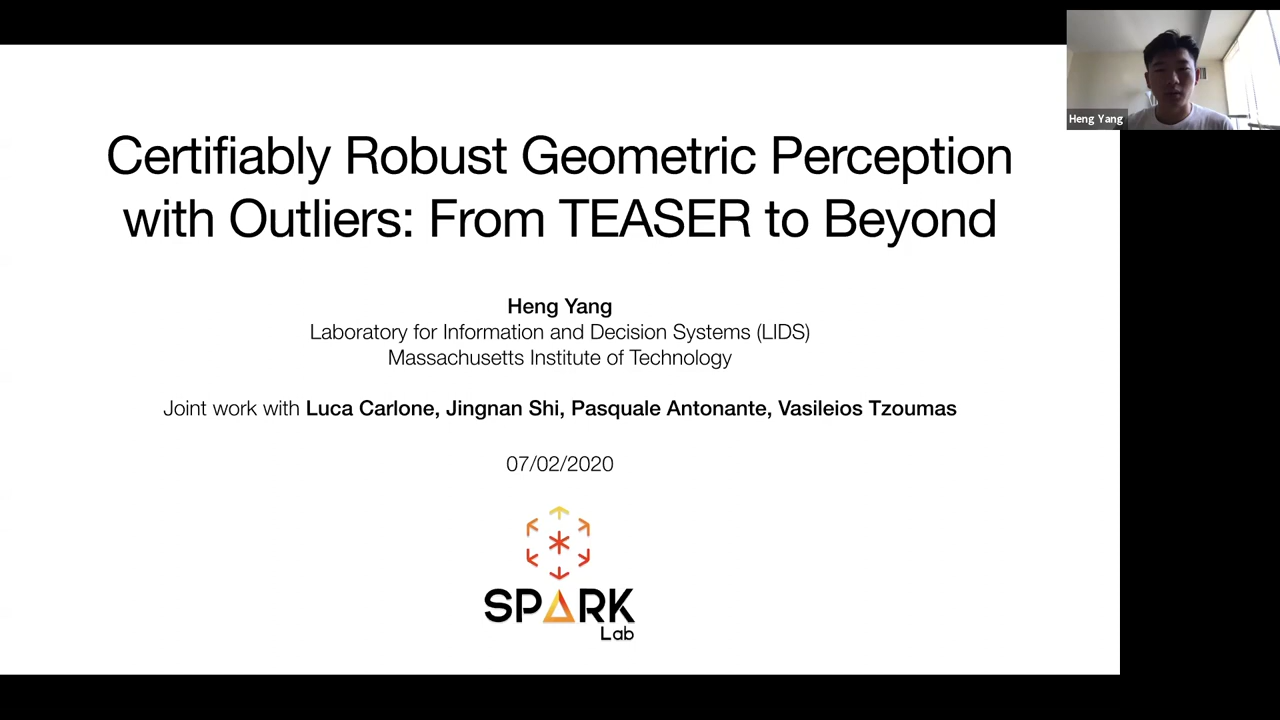 Certifiably Robust Geometric Perception
with Outliers: From TEASER to Beyond
Heng Yang
Heng Yang
Laboratory for Information and Decision Systems (LIDS)
Massachusetts Institute of Technology
Joint work with Luca Carlone, Jingnan Shi, Pasquale Antonante, Vasileios Tzoumas
07/02/2020
SPARK
Lab